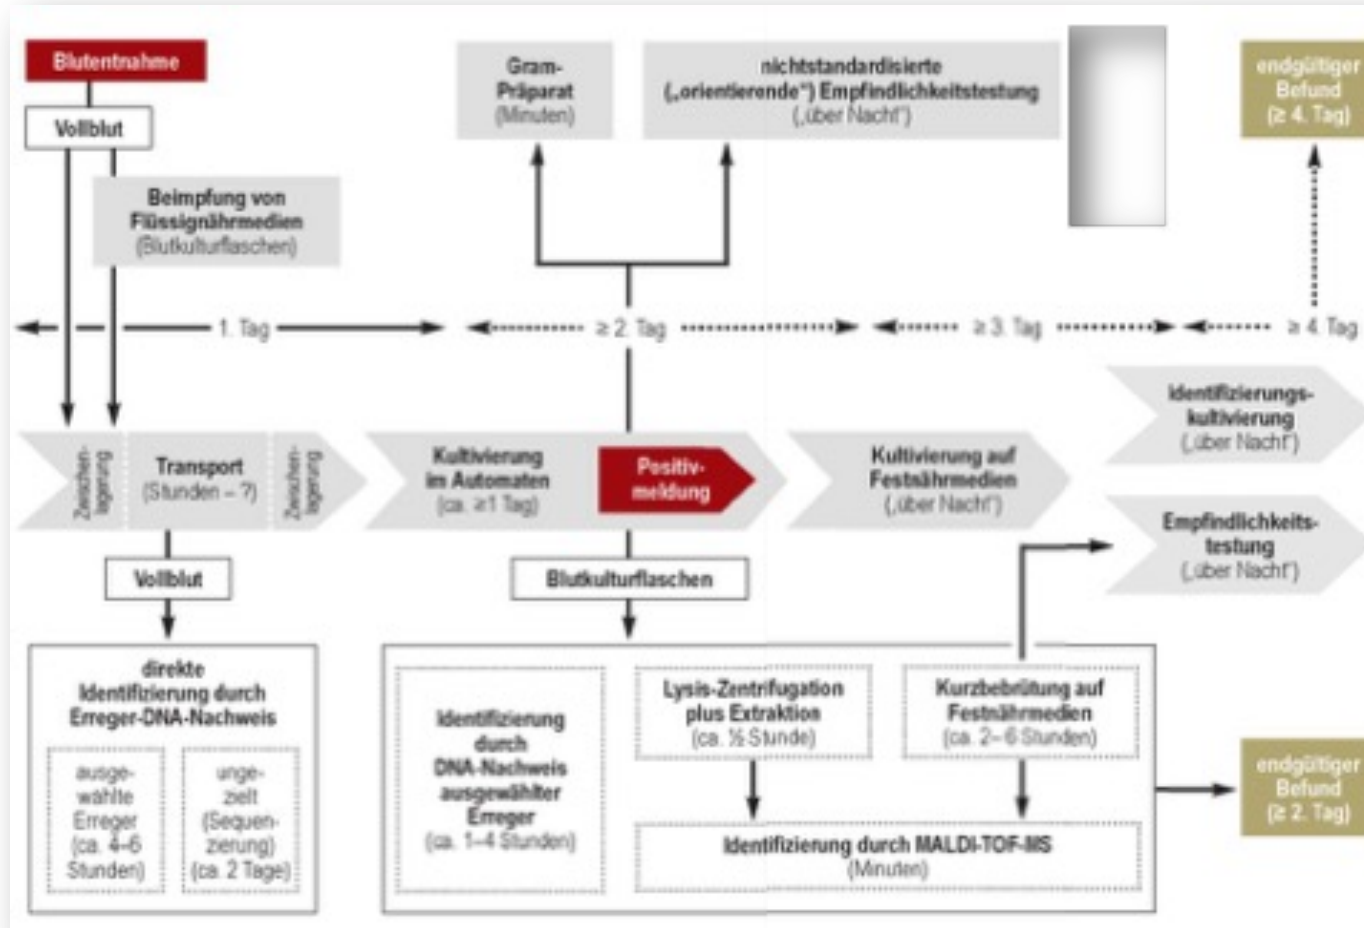 Blutentnahme
Vollblut
Beimpfung von
Flüssignährmedien
(Blutkulturflaschen)
Gram-
Präparat
(Minuten)
nichtstandardisierte
(„orientierende“) Empfindlichkeitstestung
(„über Nacht“)
endgültiger
Befund
(≥ 4. Tag)
1. Tag
≥ 2. Tag
≥ 3. Tag
≥ 4. Tag
Zwischen-
lagerung
Transport
(Stunden – ?)
Zwischen-
lagerung
Kultivierung
im Automaten
(ca. ≥1 Tag)
Positiv-
meldung
Kultivierung auf
Festnährmedien
(„über Nacht“)
Identifizierungs-
kultivierung
(„über Nacht“)
Empfindlichkeits-
testung
(„über Nacht“)
Vollblut
Blutkulturflaschen
direkte
Identifizierung durch
Erreger-DNA-Nachweis
ausge-
wählte
Erreger
(ca. 4–6
Stunden)
unge-
zielt
(Sequen-
zierung)
(ca. 2 Tage)
Identifizierung
durch
DNA-Nachweis
ausgewählter
Erreger
(ca. 1–4 Stunden)
Lysis-Zentrifugation
plus Extraktion
(ca. ½ Stunde)
Kurzbebrütung auf
Festnährmedien
(ca. 2–6 Stunden)
Identifizierung durch MALDI-TOF-MS
(Minuten)
endgültiger
Befund
(≥ 2. Tag)